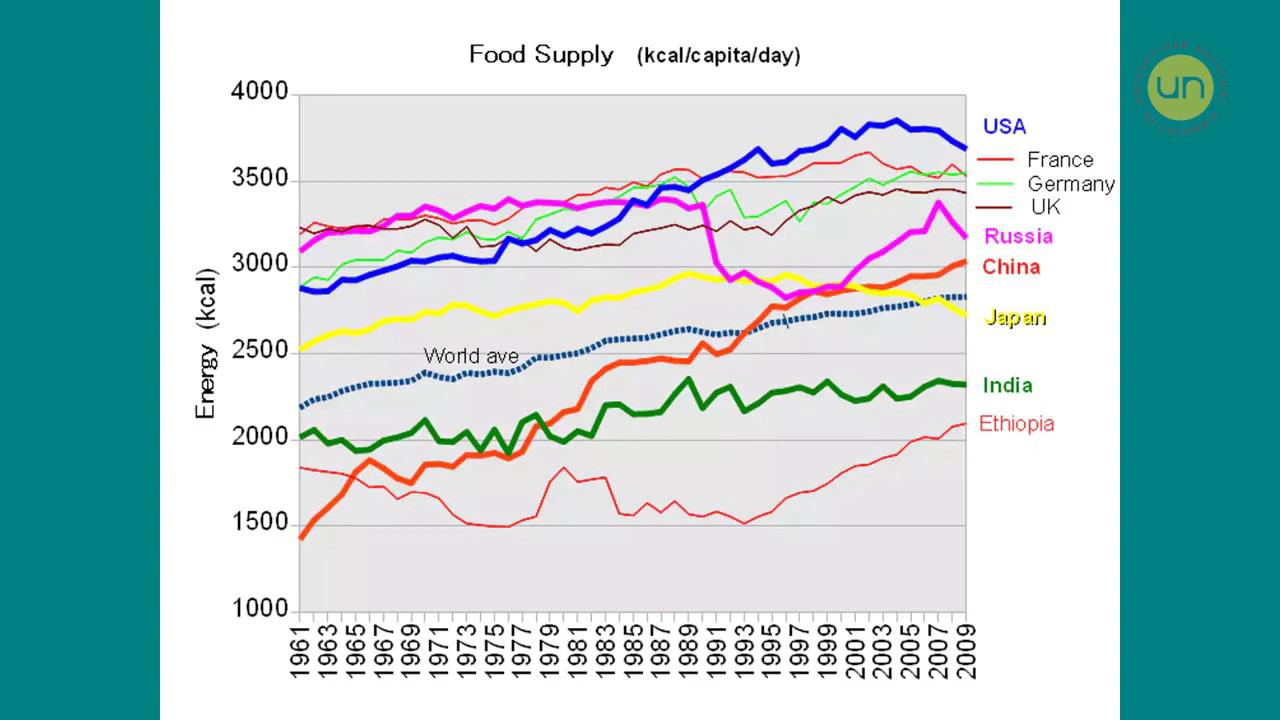 Food Supply (kcal/capita/day)
4000
3500
3000
2500
2000
1500
1000
Energy (kcal)
1961
1963
1965
1967
1969
1971
1973
1975
1977
1979
1981
1983
1985
1987
1989
1991
1993
1995
1997
1999
2001
2003
2005
2007
2009
World ave
USA
France
Germany
UK
Russia
China
Japan
India
Ethiopia
un